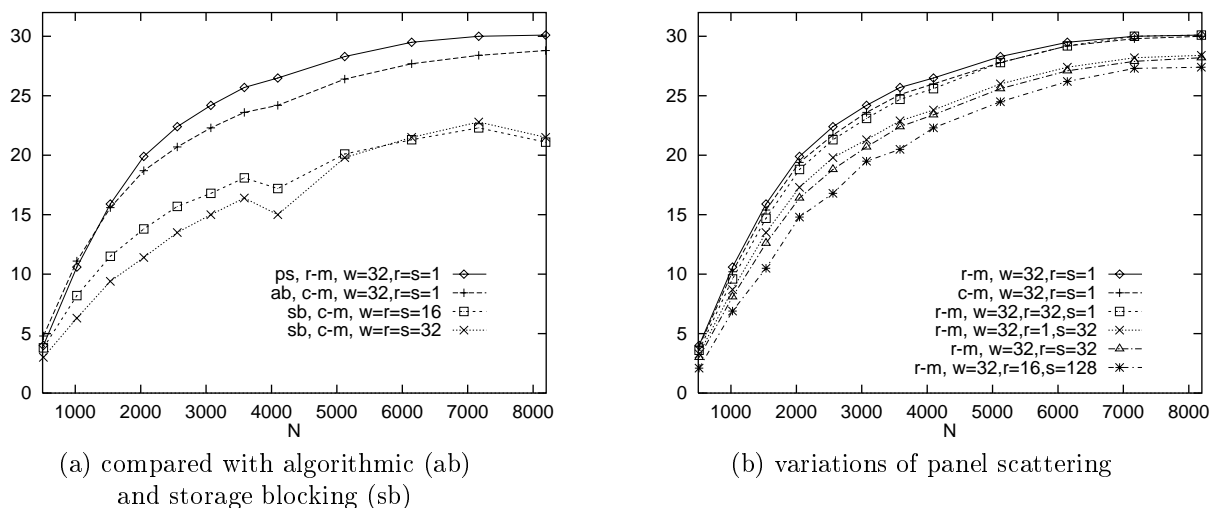 30
25
20
15
10
5
0
ps, r-m, w=32,r=s=1
ab, c-m, w=32,r=s=1
sb, c-m, w=r=s=16
sb, c-m, w=r=s=32
1000 2000 3000 4000 5000 6000 7000 8000
N
(a) compared with algorithmic (ab)
and storage blocking (sb)
30
25
20
15
10
5
0
r-m, w=32,r=s=1
c-m, w=32,r=s=1
r-m, w=32,r=32,s=1
r-m, w=32,r=1,s=32
r-m, w=32,r=s=32
r-m, w=32,r=16,s=128
1000 2000 3000 4000 5000 6000 7000 8000
N
(b) variations of panel scattering